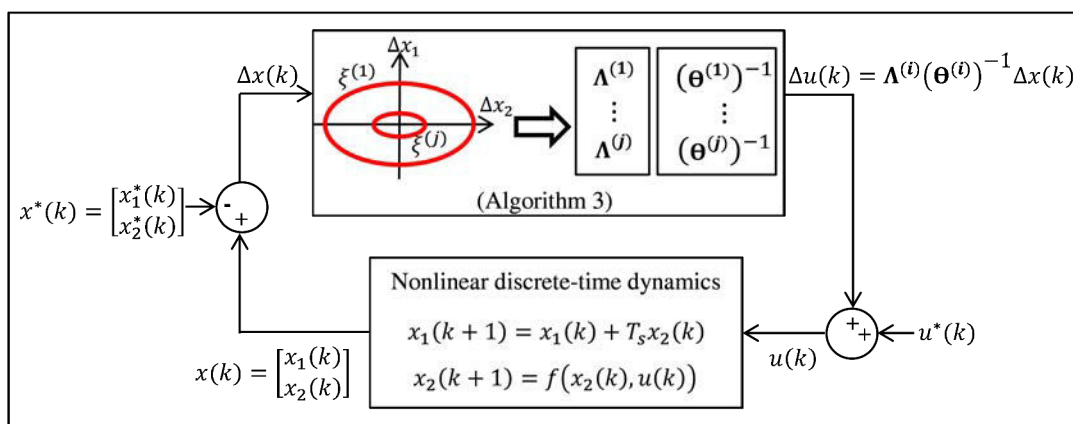 Δx₁
ξ⁽¹⁾
Δx₂
ξ⁽ʲ⁾
Λ⁽¹⁾
⋮
Λ⁽ʲ⁾
(Θ⁽¹⁾)⁻¹
⋮
(Θ⁽ʲ⁾)⁻¹
(Algorithm 3)
Δx(k)
Δu(k) = Λ⁽ⁱ⁾(Θ⁽ⁱ⁾)⁻¹Δx(k)
x*(k) = [x₁*(k)
x₂*(k)]
-
+
Nonlinear discrete-time dynamics
x₁(k + 1) = x₁(k) + Tₛx₂(k)
x₂(k + 1) = f(x₂(k), u(k))
x(k) = [x₁(k)
x₂(k)]
+
+
u*(k)
u(k)